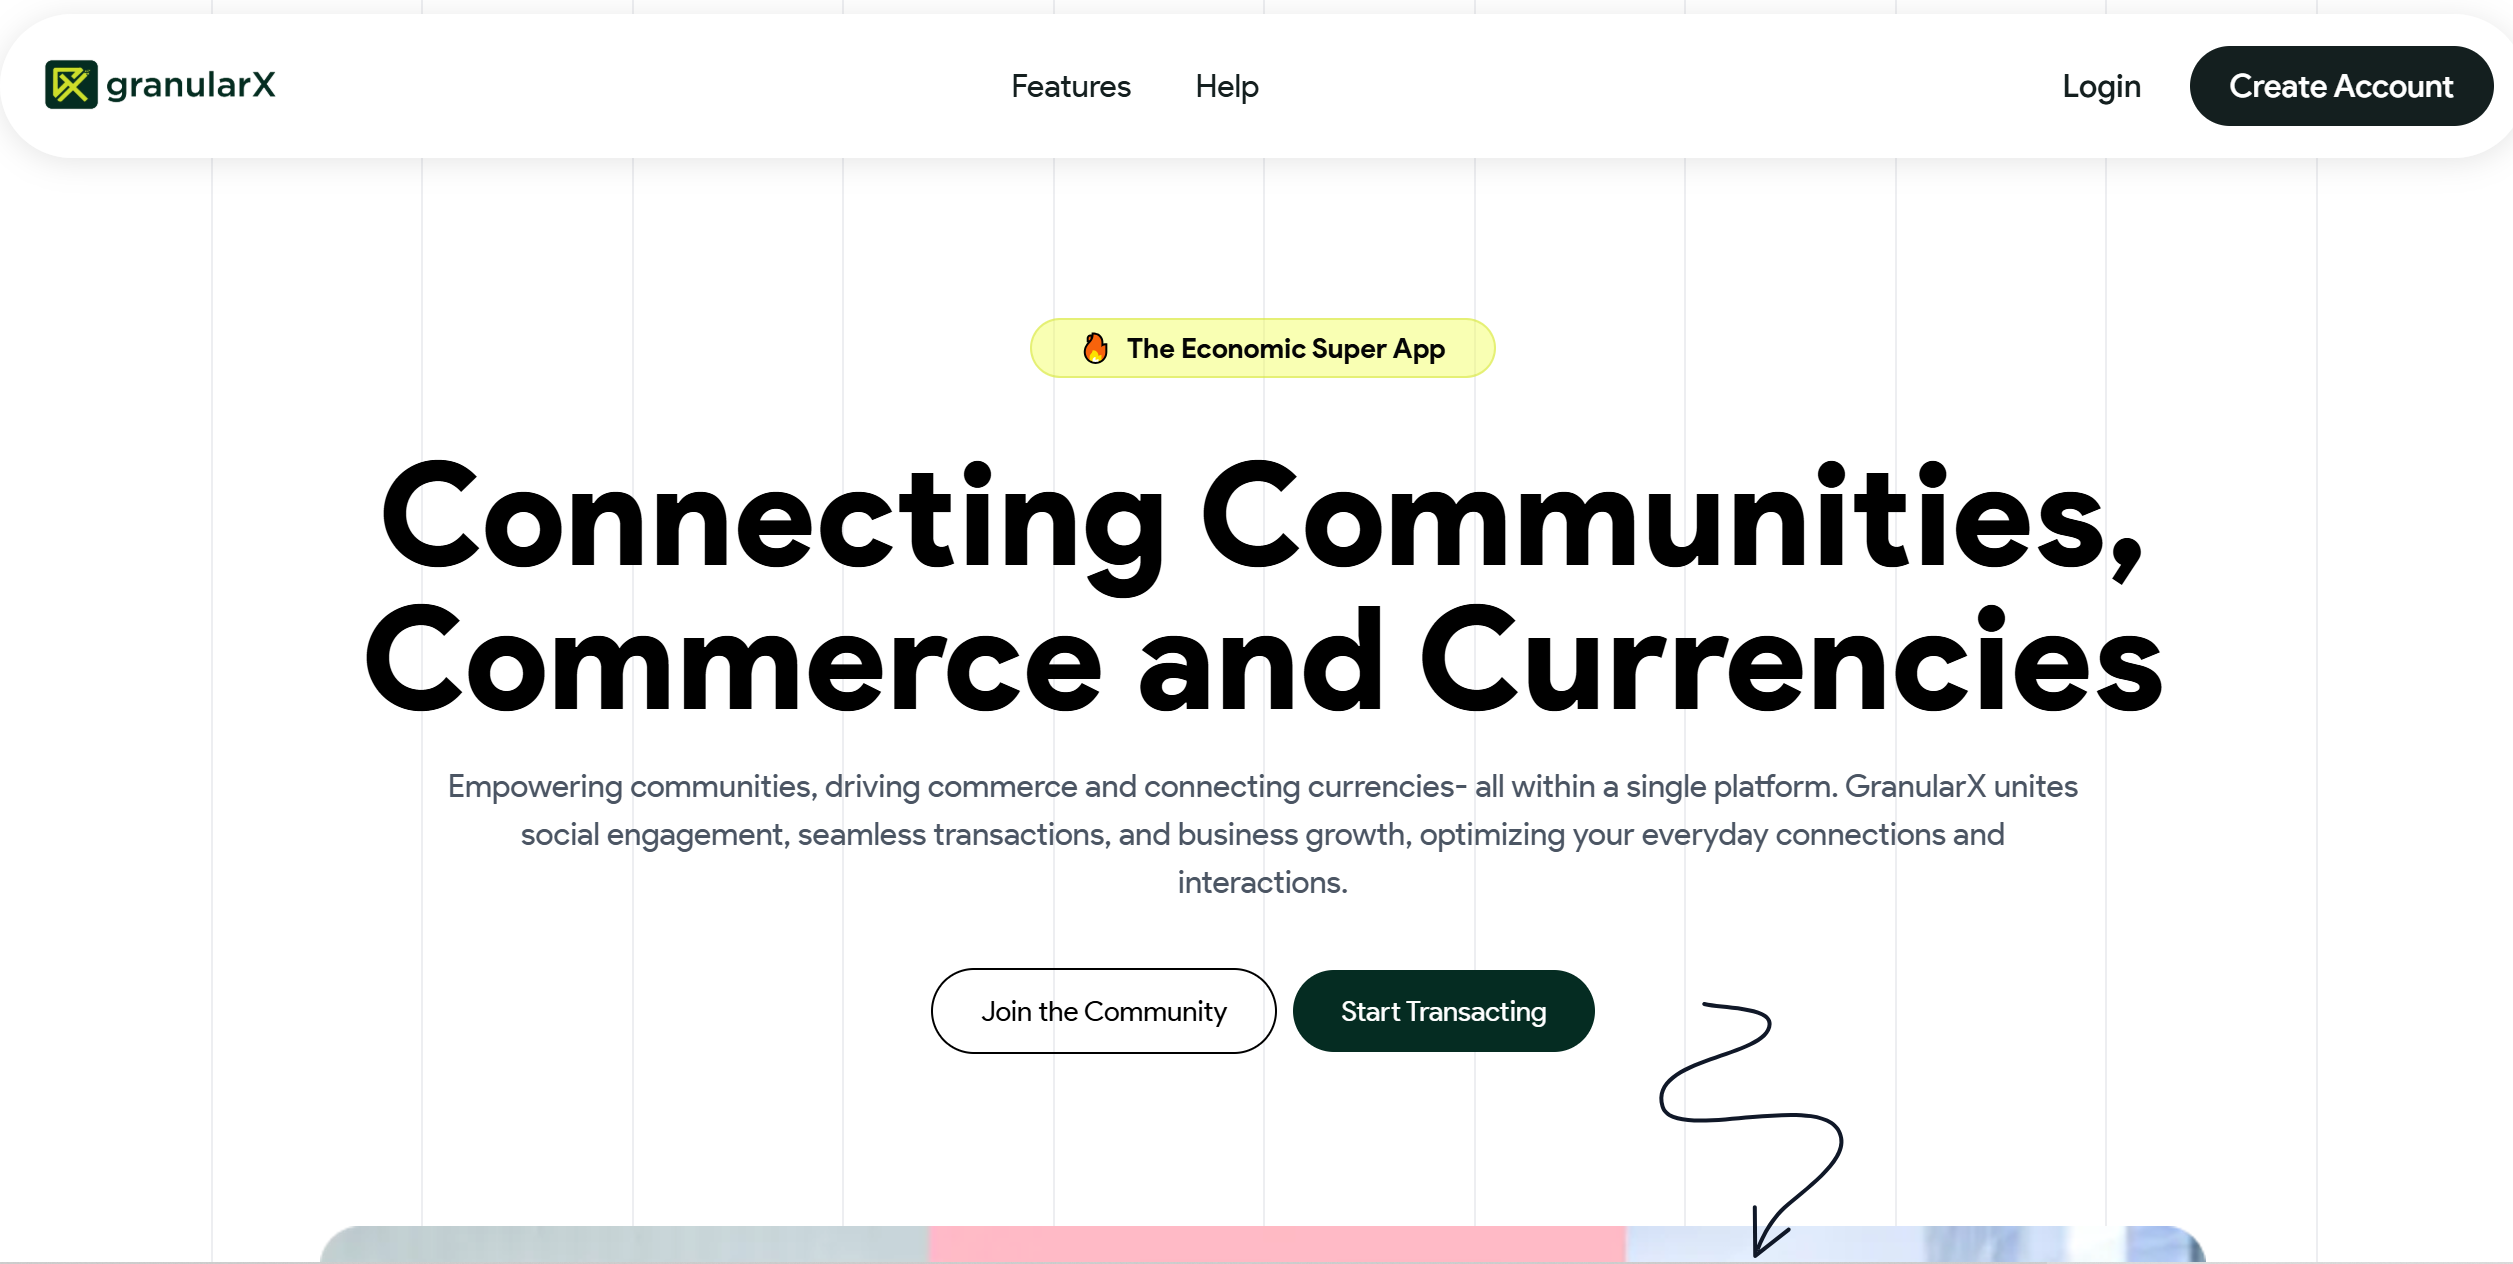 granularX
Features
Help
Login
Create Account
The Economic Super App
Connecting Communities,
Commerce and Currencies
Empowering communities, driving commerce and connecting currencies- all within a single platform. GranularX unites
social engagement, seamless transactions, and business growth, optimizing your everyday connections and
interactions.
Join the Community
Start Transacting